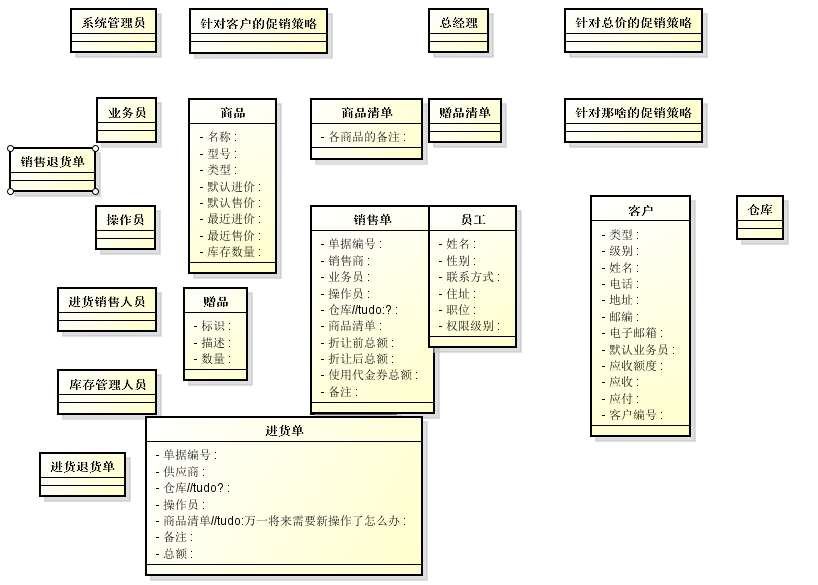 系统管理员
针对客户的促销策略
总经理
针对总价的促销策略
业务员
商品
- 名称 :
- 型号 :
- 类型 :
- 默认进价 :
- 默认售价 :
- 最近进价 :
- 最近售价 :
- 库存数量 :
商品清单
- 各商品的备注 :
赠品清单
针对那啥的促销策略
销售退货单
操作员
销售单
- 单据编号 :
- 销售商 :
- 业务员 :
- 操作员 :
- 仓库//tudo:? :
- 商品清单 :
- 折让前总额 :
- 折让后总额 :
- 使用代金券总额 :
- 备注 :
员工
- 姓名 :
- 性别 :
- 联系方式 :
- 住址 :
- 职位 :
- 权限级别 :
客户
- 类型 :
- 级别 :
- 姓名 :
- 电话 :
- 地址 :
- 邮编 :
- 电子邮箱 :
- 默认业务员 :
- 应收额度 :
- 应收 :
- 应付 :
- 客户编号 :
仓库
进货销售人员
赠品
- 标识 :
- 描述 :
- 数量 :
库存管理人员
进货单
- 单据编号 :
- 供应商 :
- 仓库//tudo? :
- 操作员 :
- 商品清单//tudo:万一将来需要新操作了怎么办 :
- 备注 :
- 总额 :
进货退货单